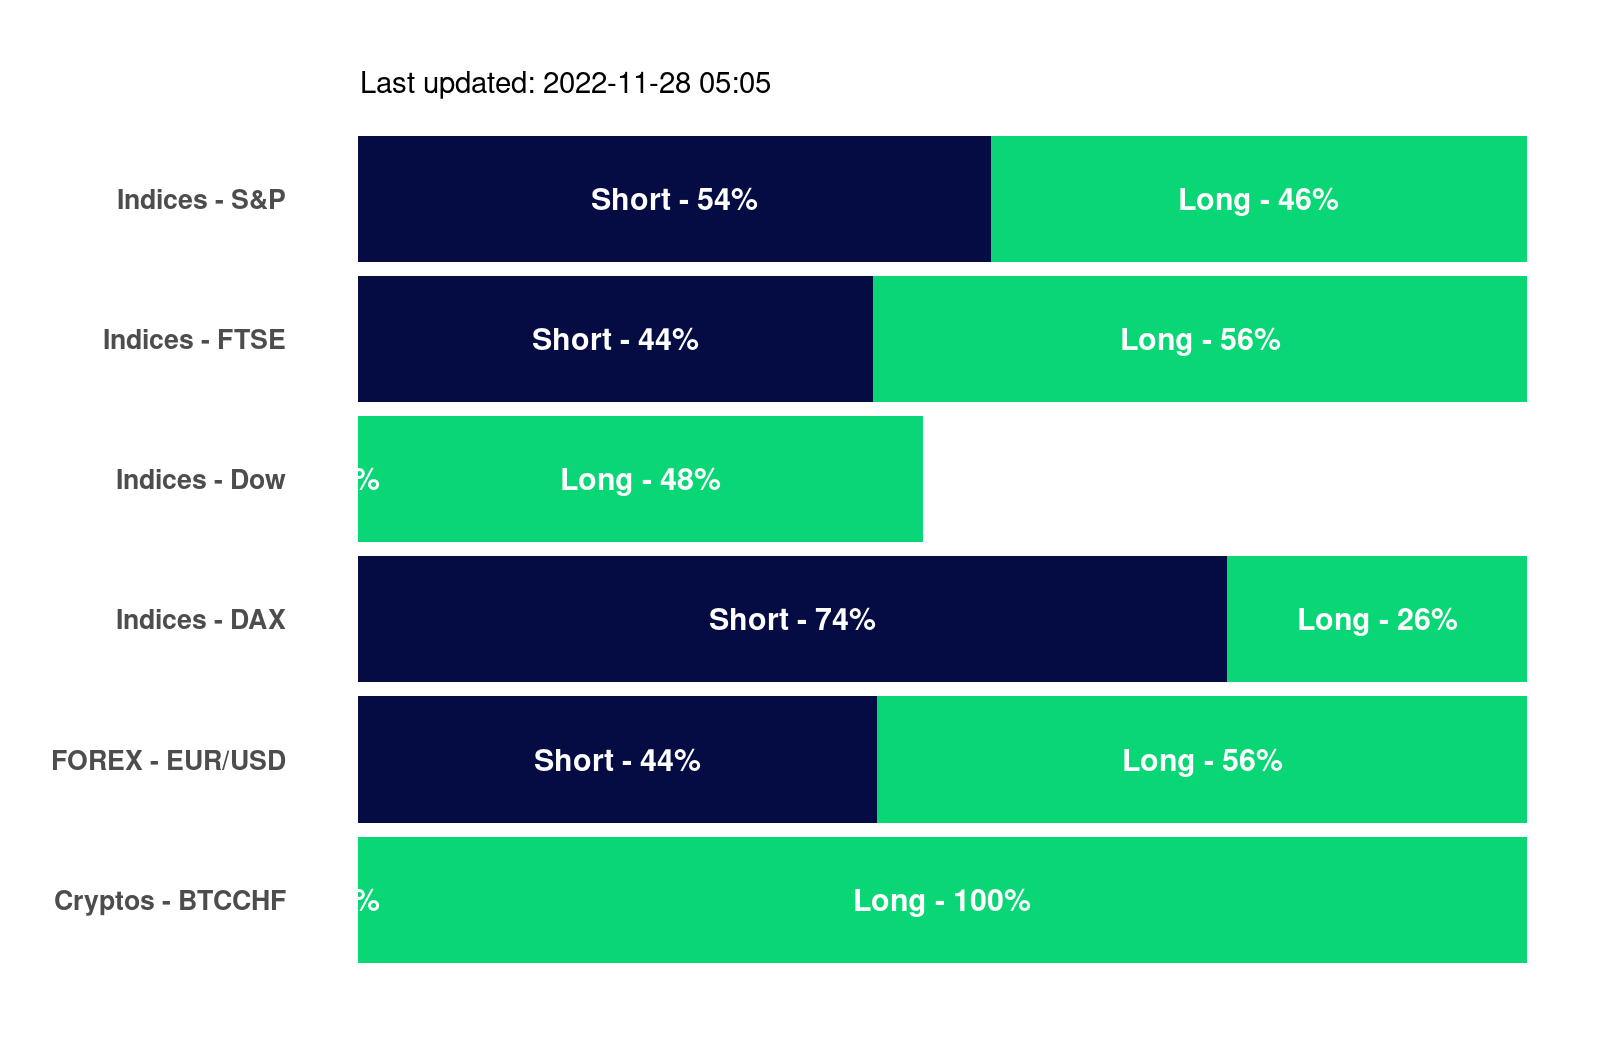 Last updated: 2022-11-28 05:05
Indices - S&P Short - 54% Long - 46%
Indices - FTSE Short - 44% Long - 56%
Indices - Dow % Long - 48%
Indices - DAX Short - 74% Long - 26%
FOREX - EUR/USD Short - 44% Long - 56%
Cryptos - BTCCHF % Long - 100%